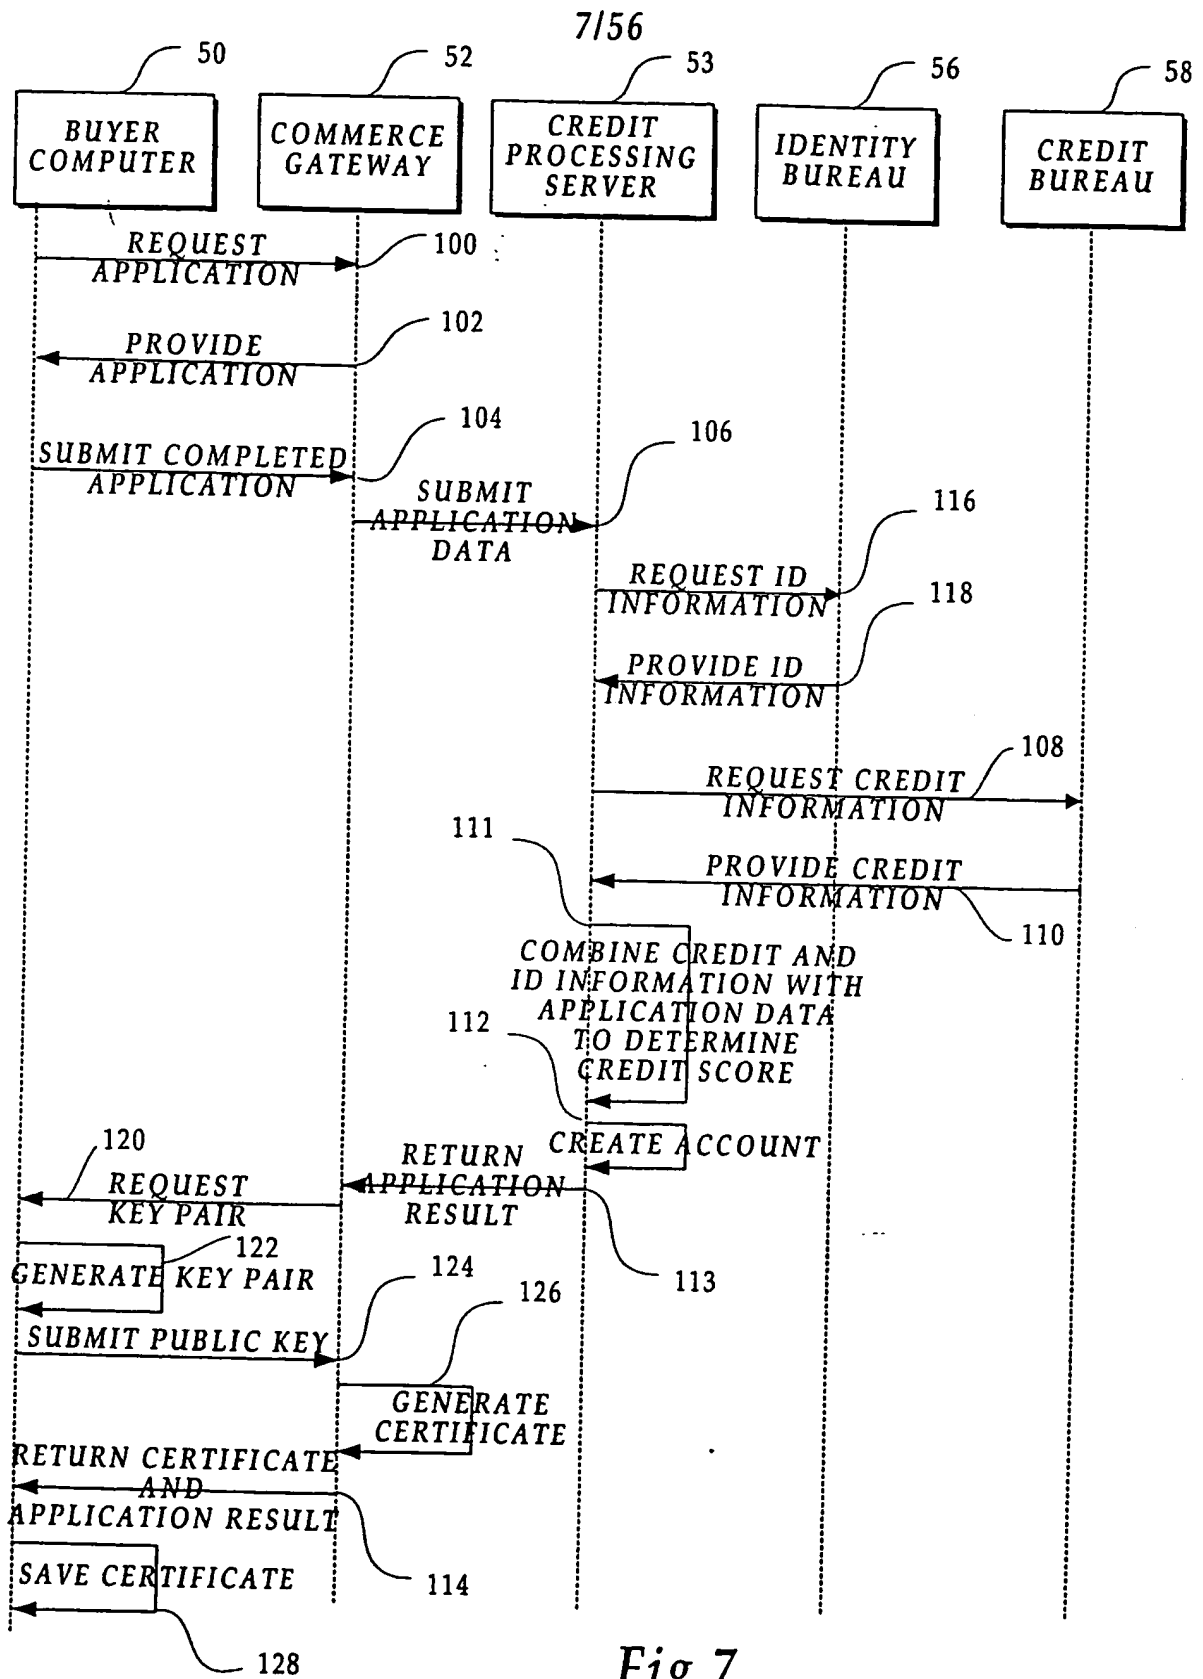 7/56
50
52
53
56
58
BUYER
COMPUTER
COMMERCE
GATEWAY
CREDIT
PROCESSING
SERVER
IDENTITY
BUREAU
CREDIT
BUREAU
REQUEST
APPLICATION
100
PROVIDE
APPLICATION
102
SUBMIT COMPLETED
APPLICATION
104
SUBMIT
APPLICATION
DATA
106
REQUEST ID
INFORMATION
116
PROVIDE ID
INFORMATION
118
REQUEST CREDIT
INFORMATION
108
PROVIDE CREDIT
INFORMATION
110
111
COMBINE CREDIT AND
ID INFORMATION WITH
APPLICATION DATA
TO DETERMINE
CREDIT SCORE
112
CREATE ACCOUNT
RETURN
APPLICATION
RESULT
113
120
REQUEST
KEY PAIR
122
GENERATE KEY PAIR
124
SUBMIT PUBLIC KEY
126
GENERATE
CERTIFICATE
RETURN CERTIFICATE
AND
APPLICATION RESULT
114
SAVE CERTIFICATE
128
Fig. 7